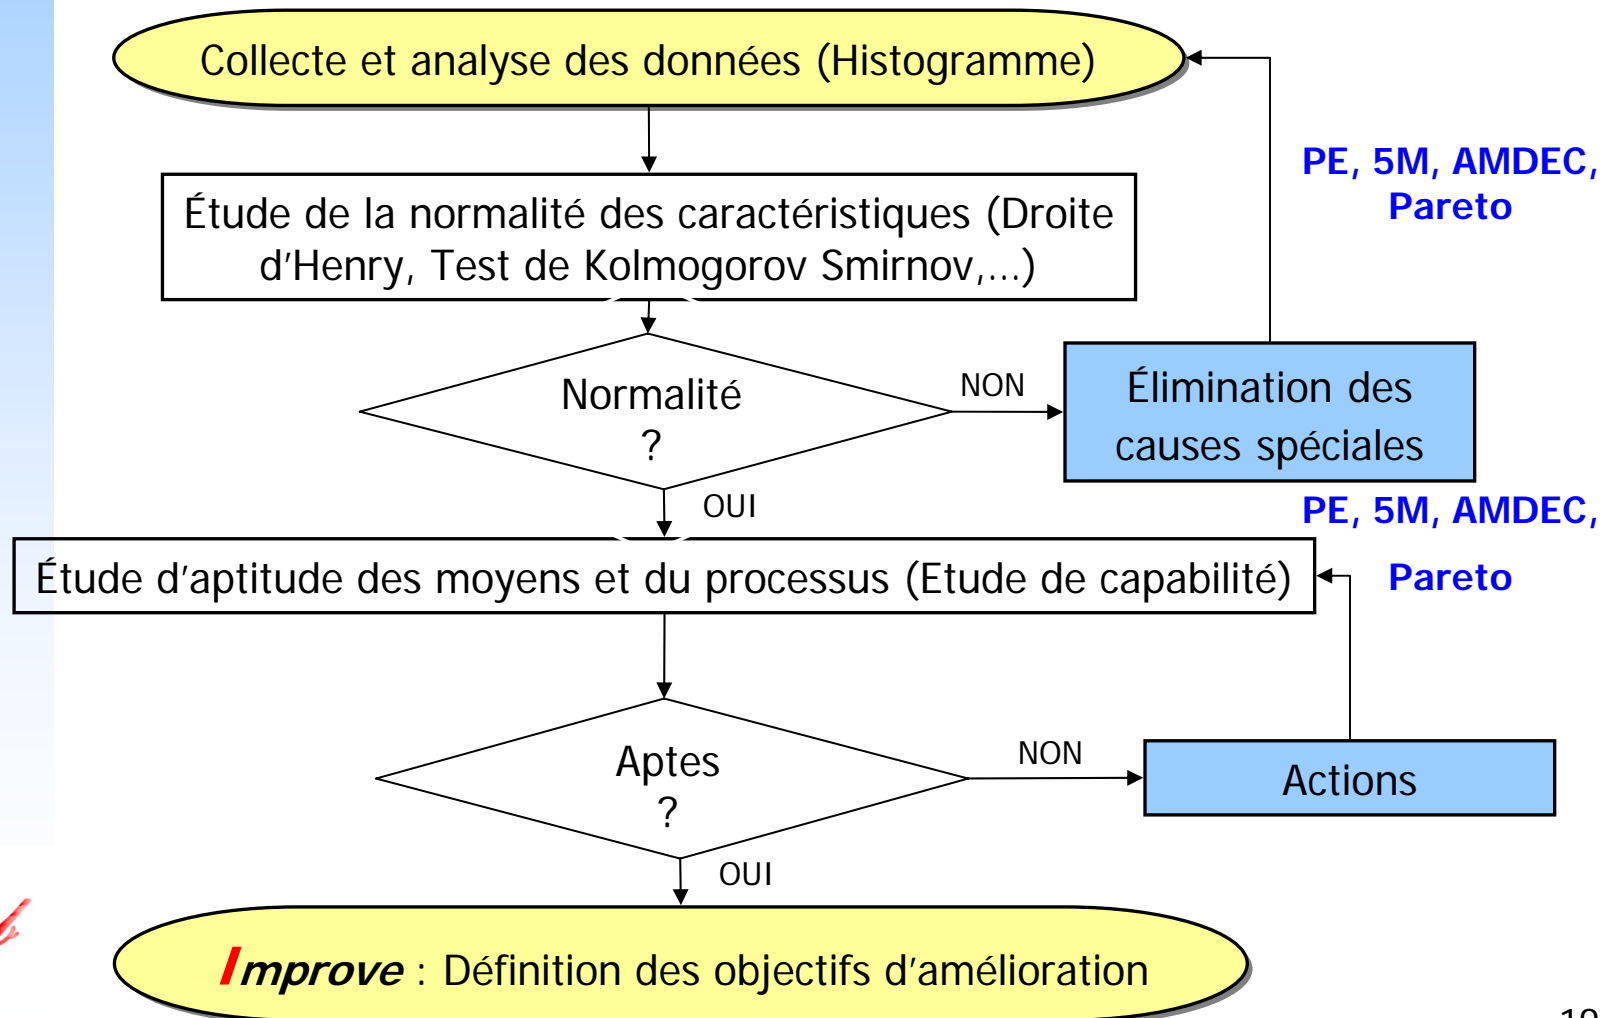 Collecte et analyse des données (Histogramme)
PE, 5M, AMDEC,
Pareto
Étude de la normalité des caractéristiques (Droite
d'Henry, Test de Kolmogorov Smirnov,...)
Normalité
?
NON
Élimination des
causes spéciales
OUI
PE, 5M, AMDEC,
Pareto
Étude d'aptitude des moyens et du processus (Etude de capabilité)
Aptes
?
NON
Actions
OUI
Improve : Définition des objectifs d'amélioration